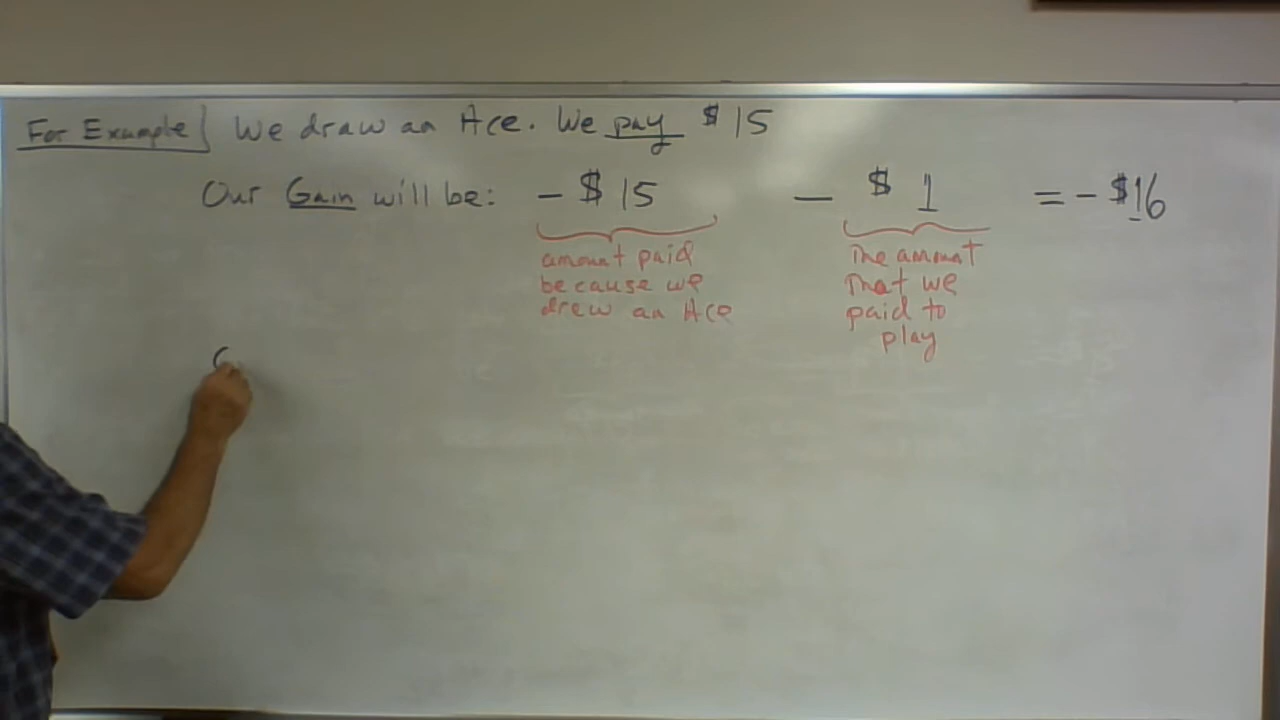 For Example We draw an Ace. We pay $15
Our Gain will be: - $15 - $1 = - $16
amount paid
because we
drew an Ace
The amount
that we
paid to
play